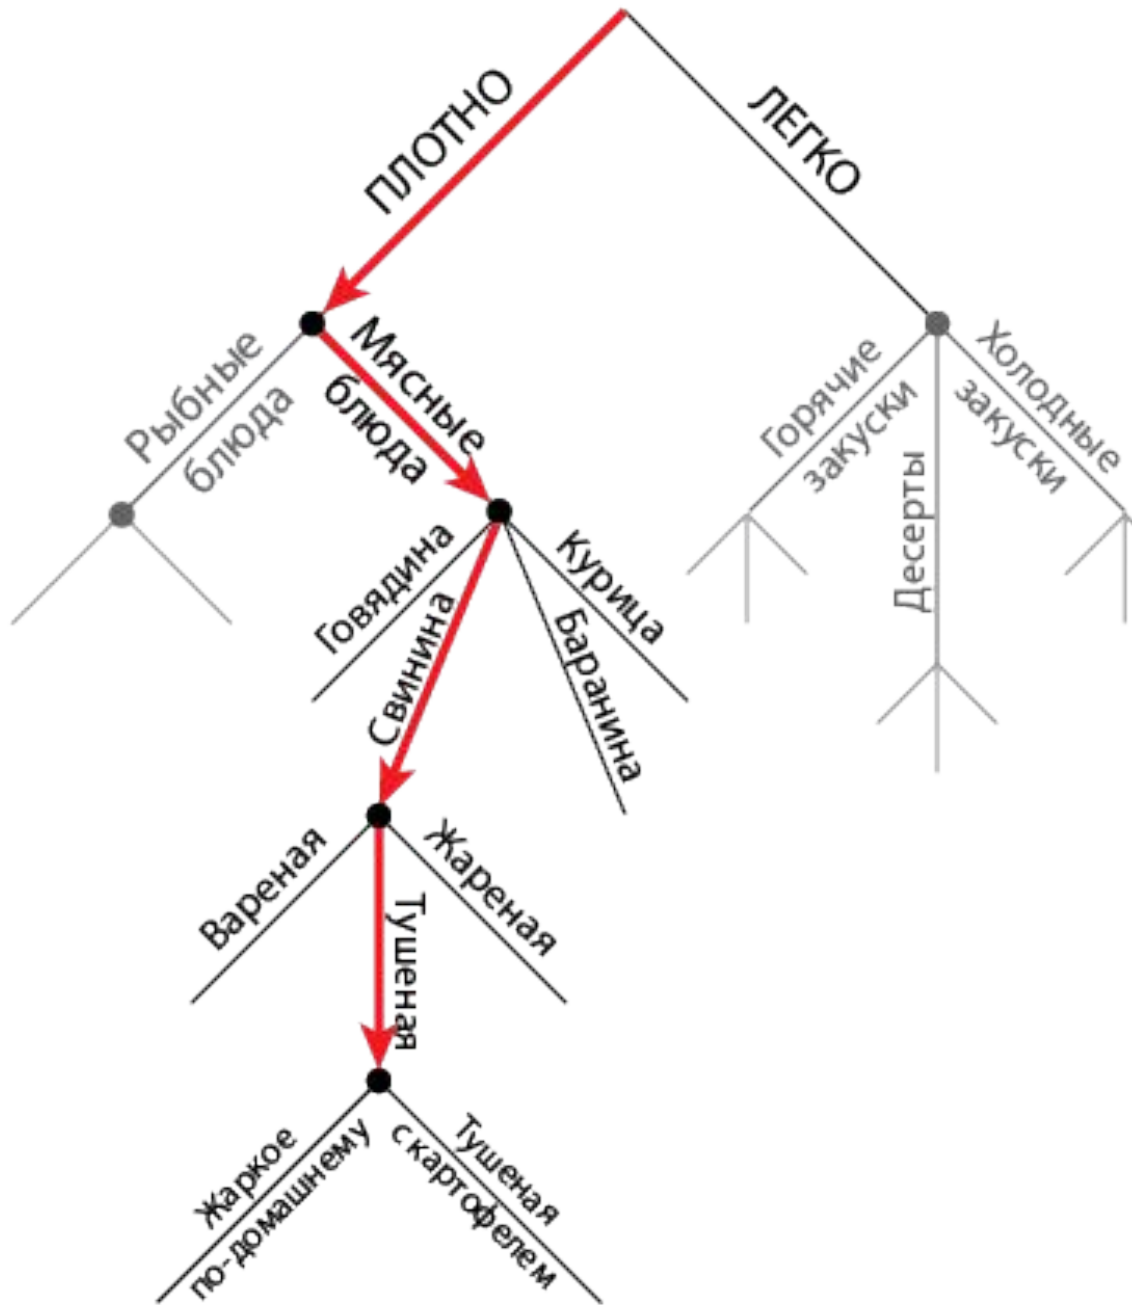 ПЛОТНО
ЛЕГКО
Рыбные
блюда
Мясные
блюда
Горячие
закуски
Десерты
Холодные
закуски
Говядина
Свинина
Баранина
Курица
Вареная
Тушеная
Жареная
Жаркое
по-домашнему
Тушеная
с картофелем